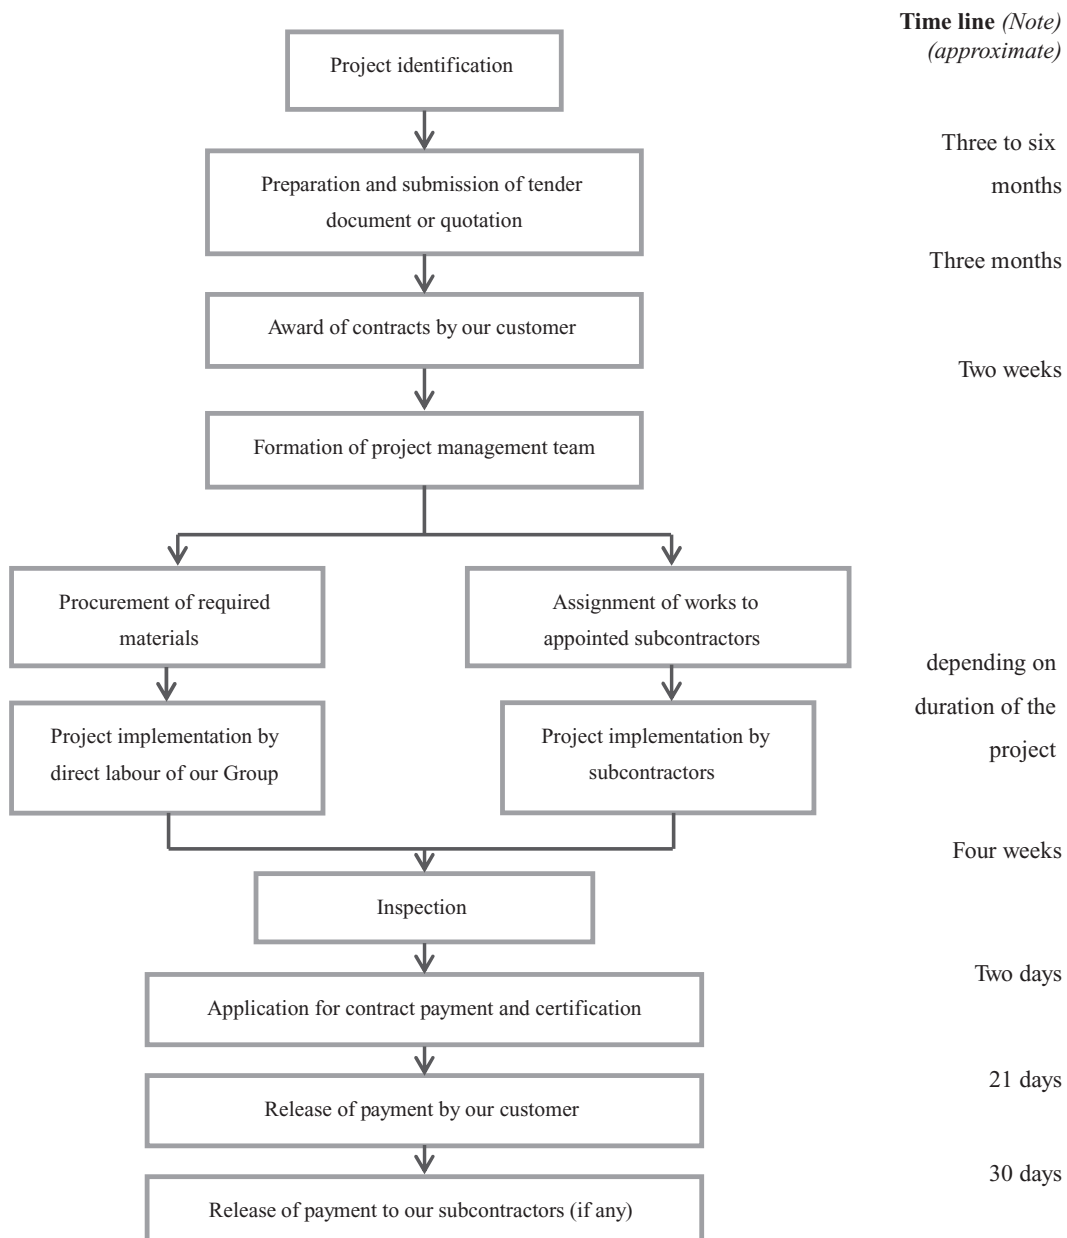 Time line (Note)
(approximate)
Project identification
Three to six
months
Preparation and submission of tender
document or quotation
Three months
Award of contracts by our customer
Two weeks
Formation of project management team
Procurement of required
materials
Assignment of works to
appointed subcontractors
depending on
duration of the
project
Project implementation by
direct labour of our Group
Project implementation by
subcontractors
Four weeks
Inspection
Two days
Application for contract payment and certification
21 days
Release of payment by our customer
30 days
Release of payment to our subcontractors (if any)